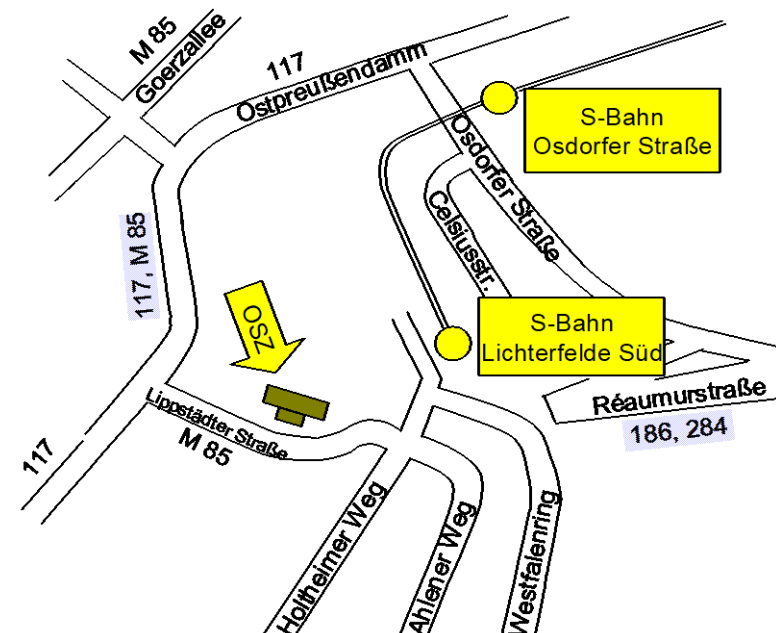 M 85
Goerzallee
117
Ostpreußendamm
S-Bahn
Osdorfer Straße
Osdorfer Straße
Celsiusstr.
117, M 85
OSZ
S-Bahn
Lichterfelde Süd
Lippstädter Straße
M 85
Réaumurstraße
186, 284
117
Holtheimer Weg
Ahlener Weg
Westfalenring